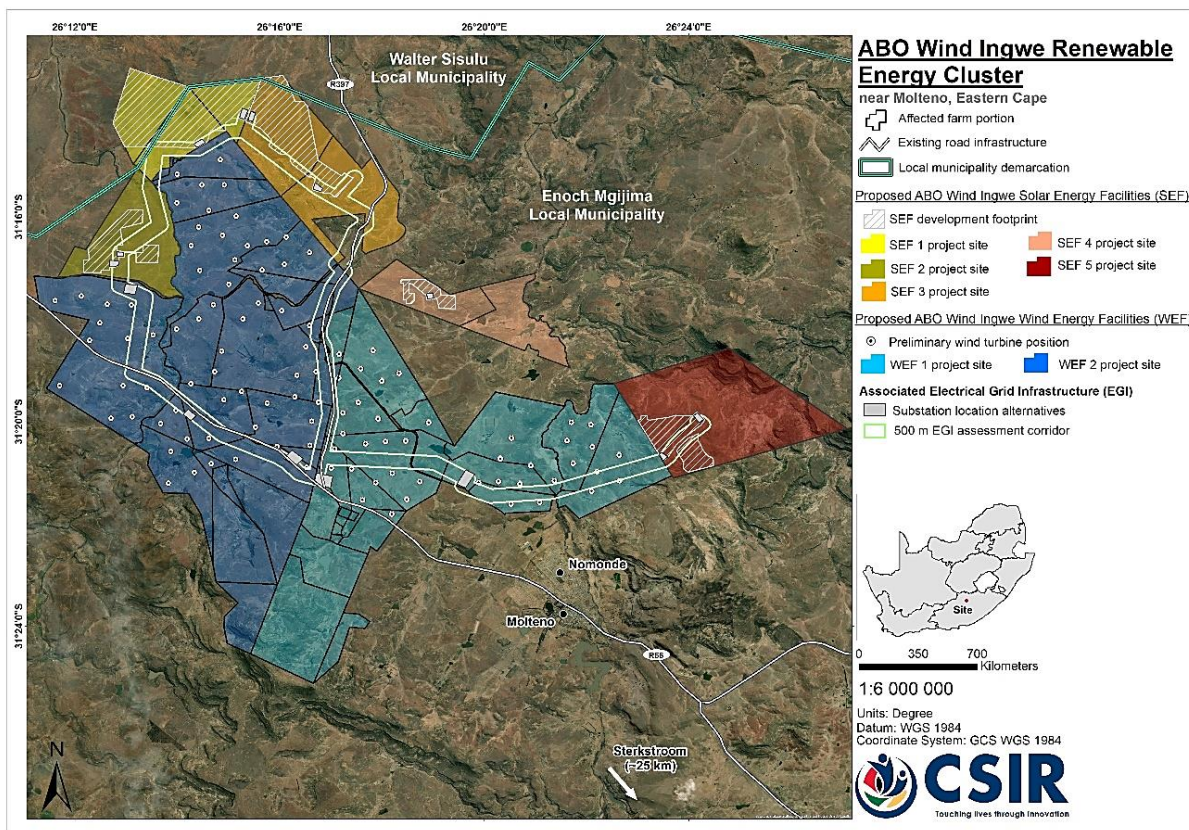 26°12'0"E
26°16'0"E
26°20'0"E
26°24'0"E
31°16'0"S
31°20'0"S
31°24'0"S
Walter Sisulu
Local Municipality
R397
Enoch Mgijima
Local Municipality
Nomonde
Molteno
Sterkstroom
(~25 km)
N
ABO Wind Ingwe Renewable
Energy Cluster
near Molteno, Eastern Cape
Affected farm portion
Existing road infrastructure
Local municipality demarcation
Proposed ABO Wind Ingwe Solar Energy Facilities (SEF)
SEF development footprint
SEF 1 project site
SEF 4 project site
SEF 2 project site
SEF 5 project site
SEF 3 project site
Proposed ABO Wind Ingwe Wind Energy Facilities (WEF)
Preliminary wind turbine position
WEF 1 project site
WEF 2 project site
Associated Electrical Grid Infrastructure (EGI)
Substation location alternatives
500 m EGI assessment corridor
Site
0 350 700
Kilometers
1:6 000 000
Units: Degree
Datum: WGS 1984
Coordinate System: GCS WGS 1984
CSIR
Touching lives through innovation